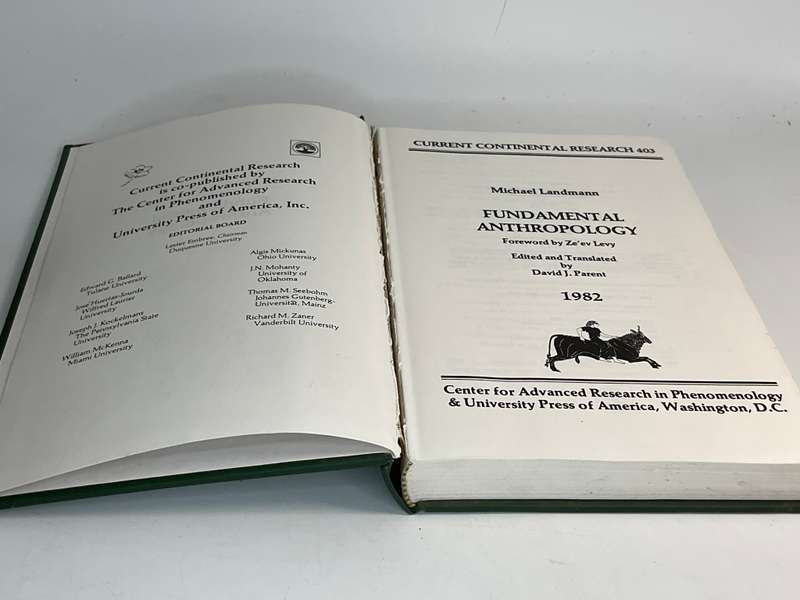 Current Continental Research
is co-published by
The Center for Advanced Research
in Phenomenology
and
University Press of America, Inc.
EDITORIAL BOARD
Lester Embree, Chairman
Duquesne University
Edward G. Ballard
Tulane University
José Huertas-Jourda
Wilfred Laurier
University
Joseph J. Kockelmans
The Pennsylvania State
University
William McKenna
Miami University
Algis Mickunas
Ohio University
J.N. Mohanty
University of
Oklahoma
Thomas M. Seebohm
Johannes Gutenberg-
Universität, Mainz
Richard M. Zaner
Vanderbilt University
CURRENT CONTINENTAL RESEARCH 403
Michael Landmann
FUNDAMENTAL
ANTHROPOLOGY
Foreword by Ze'ev Levy
Edited and Translated
by
David J. Parent
1982
Center for Advanced Research in Phenomenology
& University Press of America, Washington, D.C.